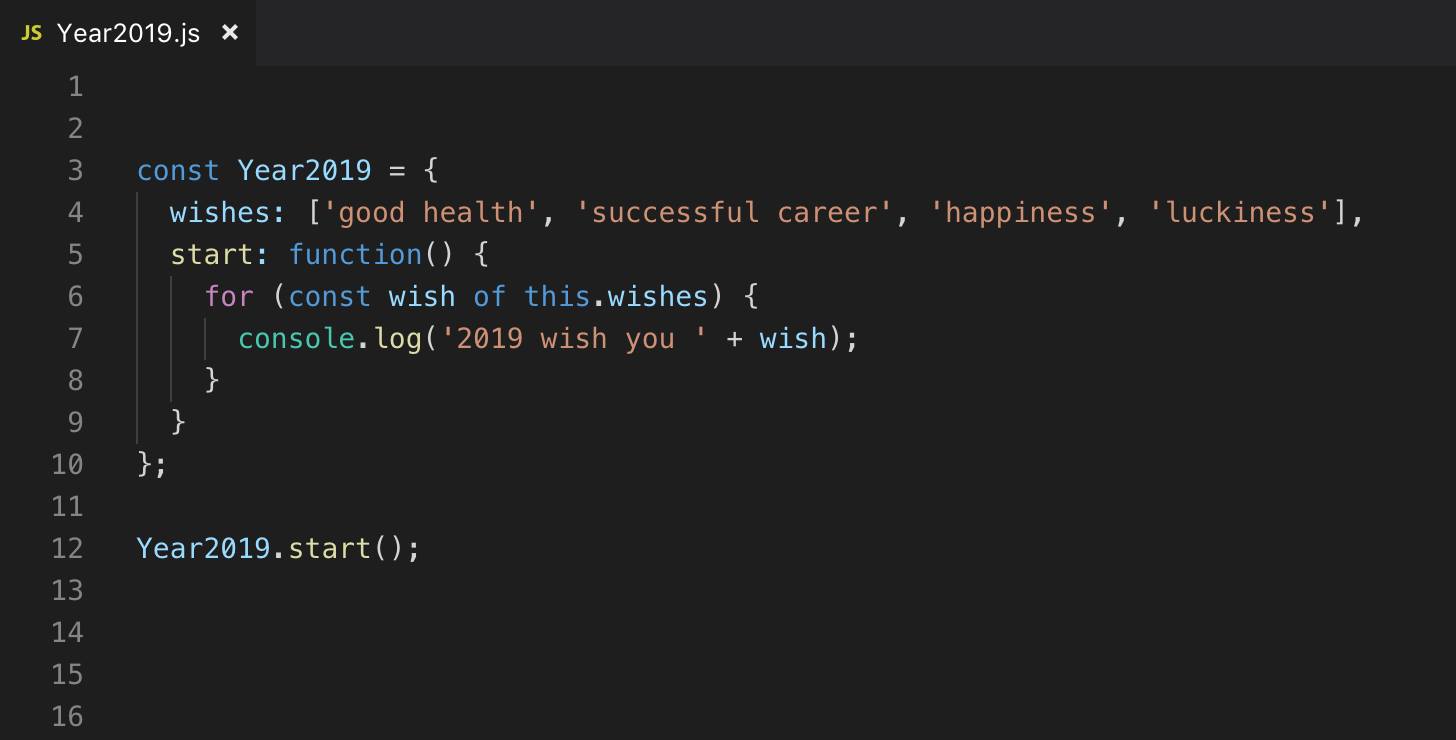 JS Year2019.js ×
1
2
3 const Year2019 = {
4   wishes: ['good health', 'successful career', 'happiness', 'luckiness'],
5   start: function() {
6     for (const wish of this.wishes) {
7       console.log('2019 wish you ' + wish);
8     }
9   }
10 };
11
12 Year2019.start();
13
14
15
16